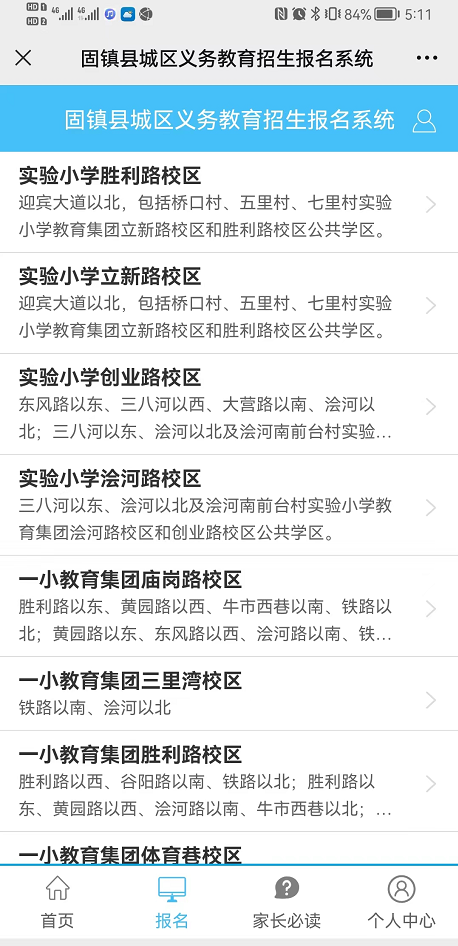 HD 1 4G 4G 84% 5:11
HD 2
固镇县城区义务教育招生报名系统
固镇县城区义务教育招生报名系统
实验小学胜利路校区
迎宾大道以北，包括桥口村、五里村、七里村实验
小学教育集团立新路校区和胜利路校区公共学区。
实验小学立新路校区
迎宾大道以北，包括桥口村、五里村、七里村实验
小学教育集团立新路校区和胜利路校区公共学区。
实验小学创业路校区
东风路以东、三八河以西、大营路以南、浍河以
北；三八河以东、浍河以北及浍河南前台村实验...
实验小学浍河路校区
三八河以东、浍河以北及浍河南前台村实验小学教
育集团浍河路校区和创业路校区公共学区。
一小教育集团庙岗路校区
胜利路以东、黄园路以西、牛市西巷以南、铁路以
北；黄园路以东、东风路以西、浍河路以南、铁...
一小教育集团三里湾校区
铁路以南、浍河以北
一小教育集团胜利路校区
胜利路以西、谷阳路以南、铁路以北；胜利路以
东、黄园路以西、浍河路以南、牛市西巷以北；...
一小教育集团体育巷校区
首页 报名 家长必读 个人中心